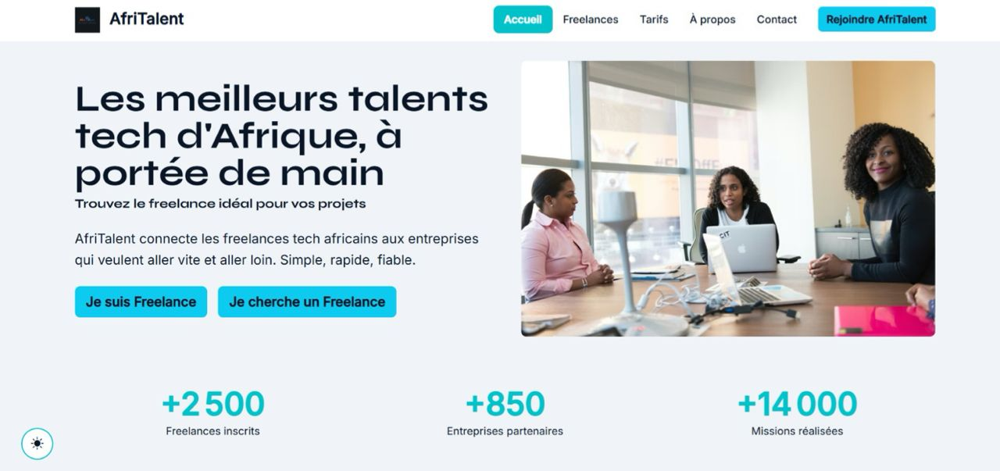 AfriTalent
Accueil
Freelances
Tarifs
À propos
Contact
Rejoindre AfriTalent
Les meilleurs talents
tech d'Afrique, à
portée de main
Trouvez le freelance idéal pour vos projets
AfriTalent connecte les freelances tech africains aux entreprises
qui veulent aller vite et aller loin. Simple, rapide, fiable.
Je suis Freelance
Je cherche un Freelance
CIT
+2 500
Freelances inscrits
+850
Entreprises partenaires
+14 000
Missions réalisées